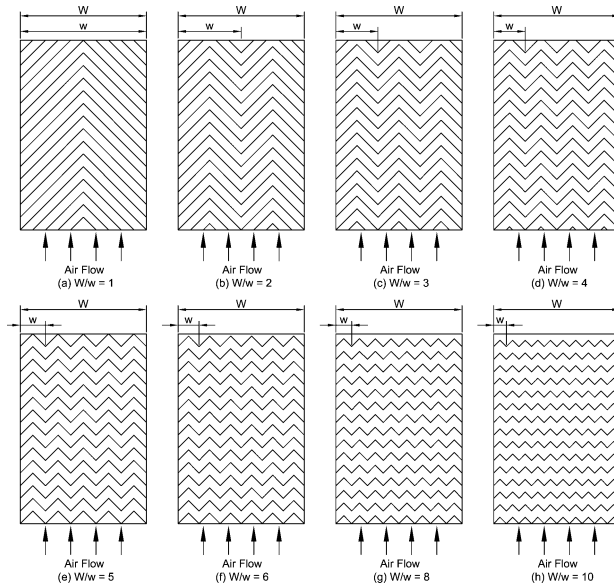 W W W W
w w w w
Air Flow Air Flow Air Flow Air Flow
(a) W/w = 1 (b) W/w = 2 (c) W/w = 3 (d) W/w = 4
W W W W
w w w w
Air Flow Air Flow Air Flow Air Flow
(e) W/w = 5 (f) W/w = 6 (g) W/w = 8 (h) W/w = 10